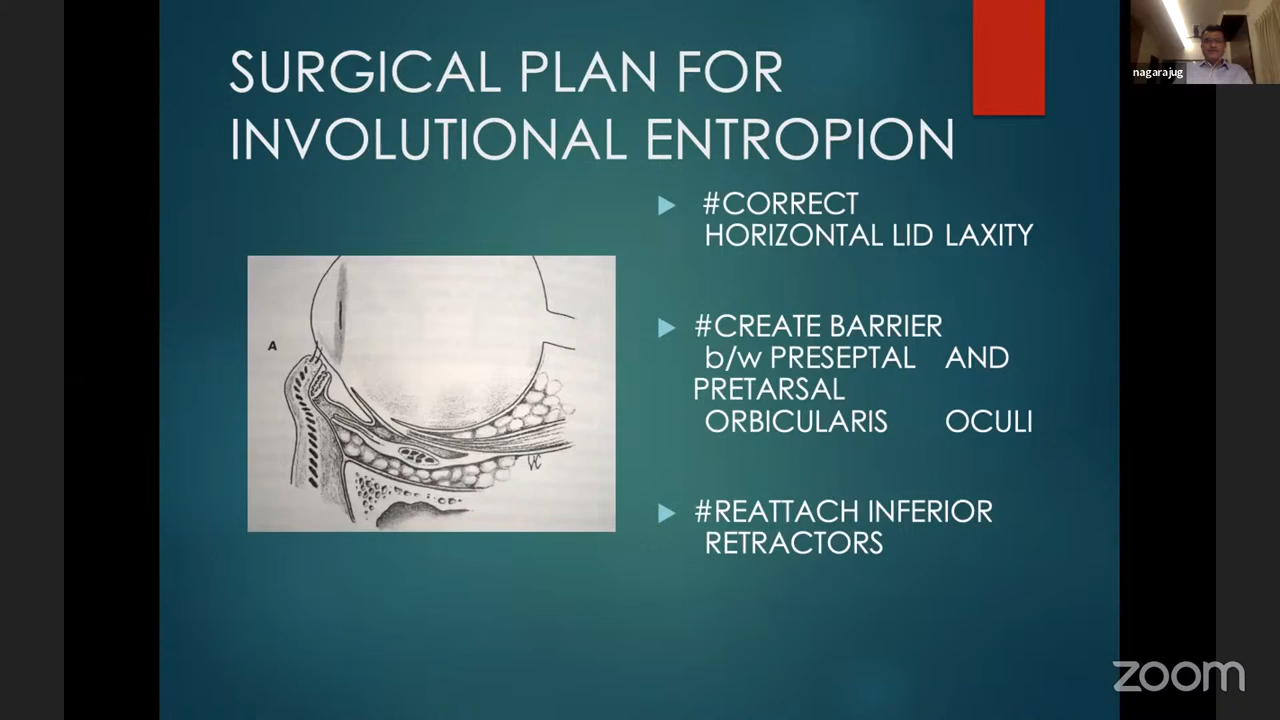 SURGICAL PLAN FOR
INVOLUTIONAL ENTROPION
#CORRECT
HORIZONTAL LID LAXITY
#CREATE BARRIER
b/w PRESEPTAL AND
PRETARSAL
ORBICULARIS OCULI
#REATTACH INFERIOR
RETRACTORS
A
nagarajug
zoom